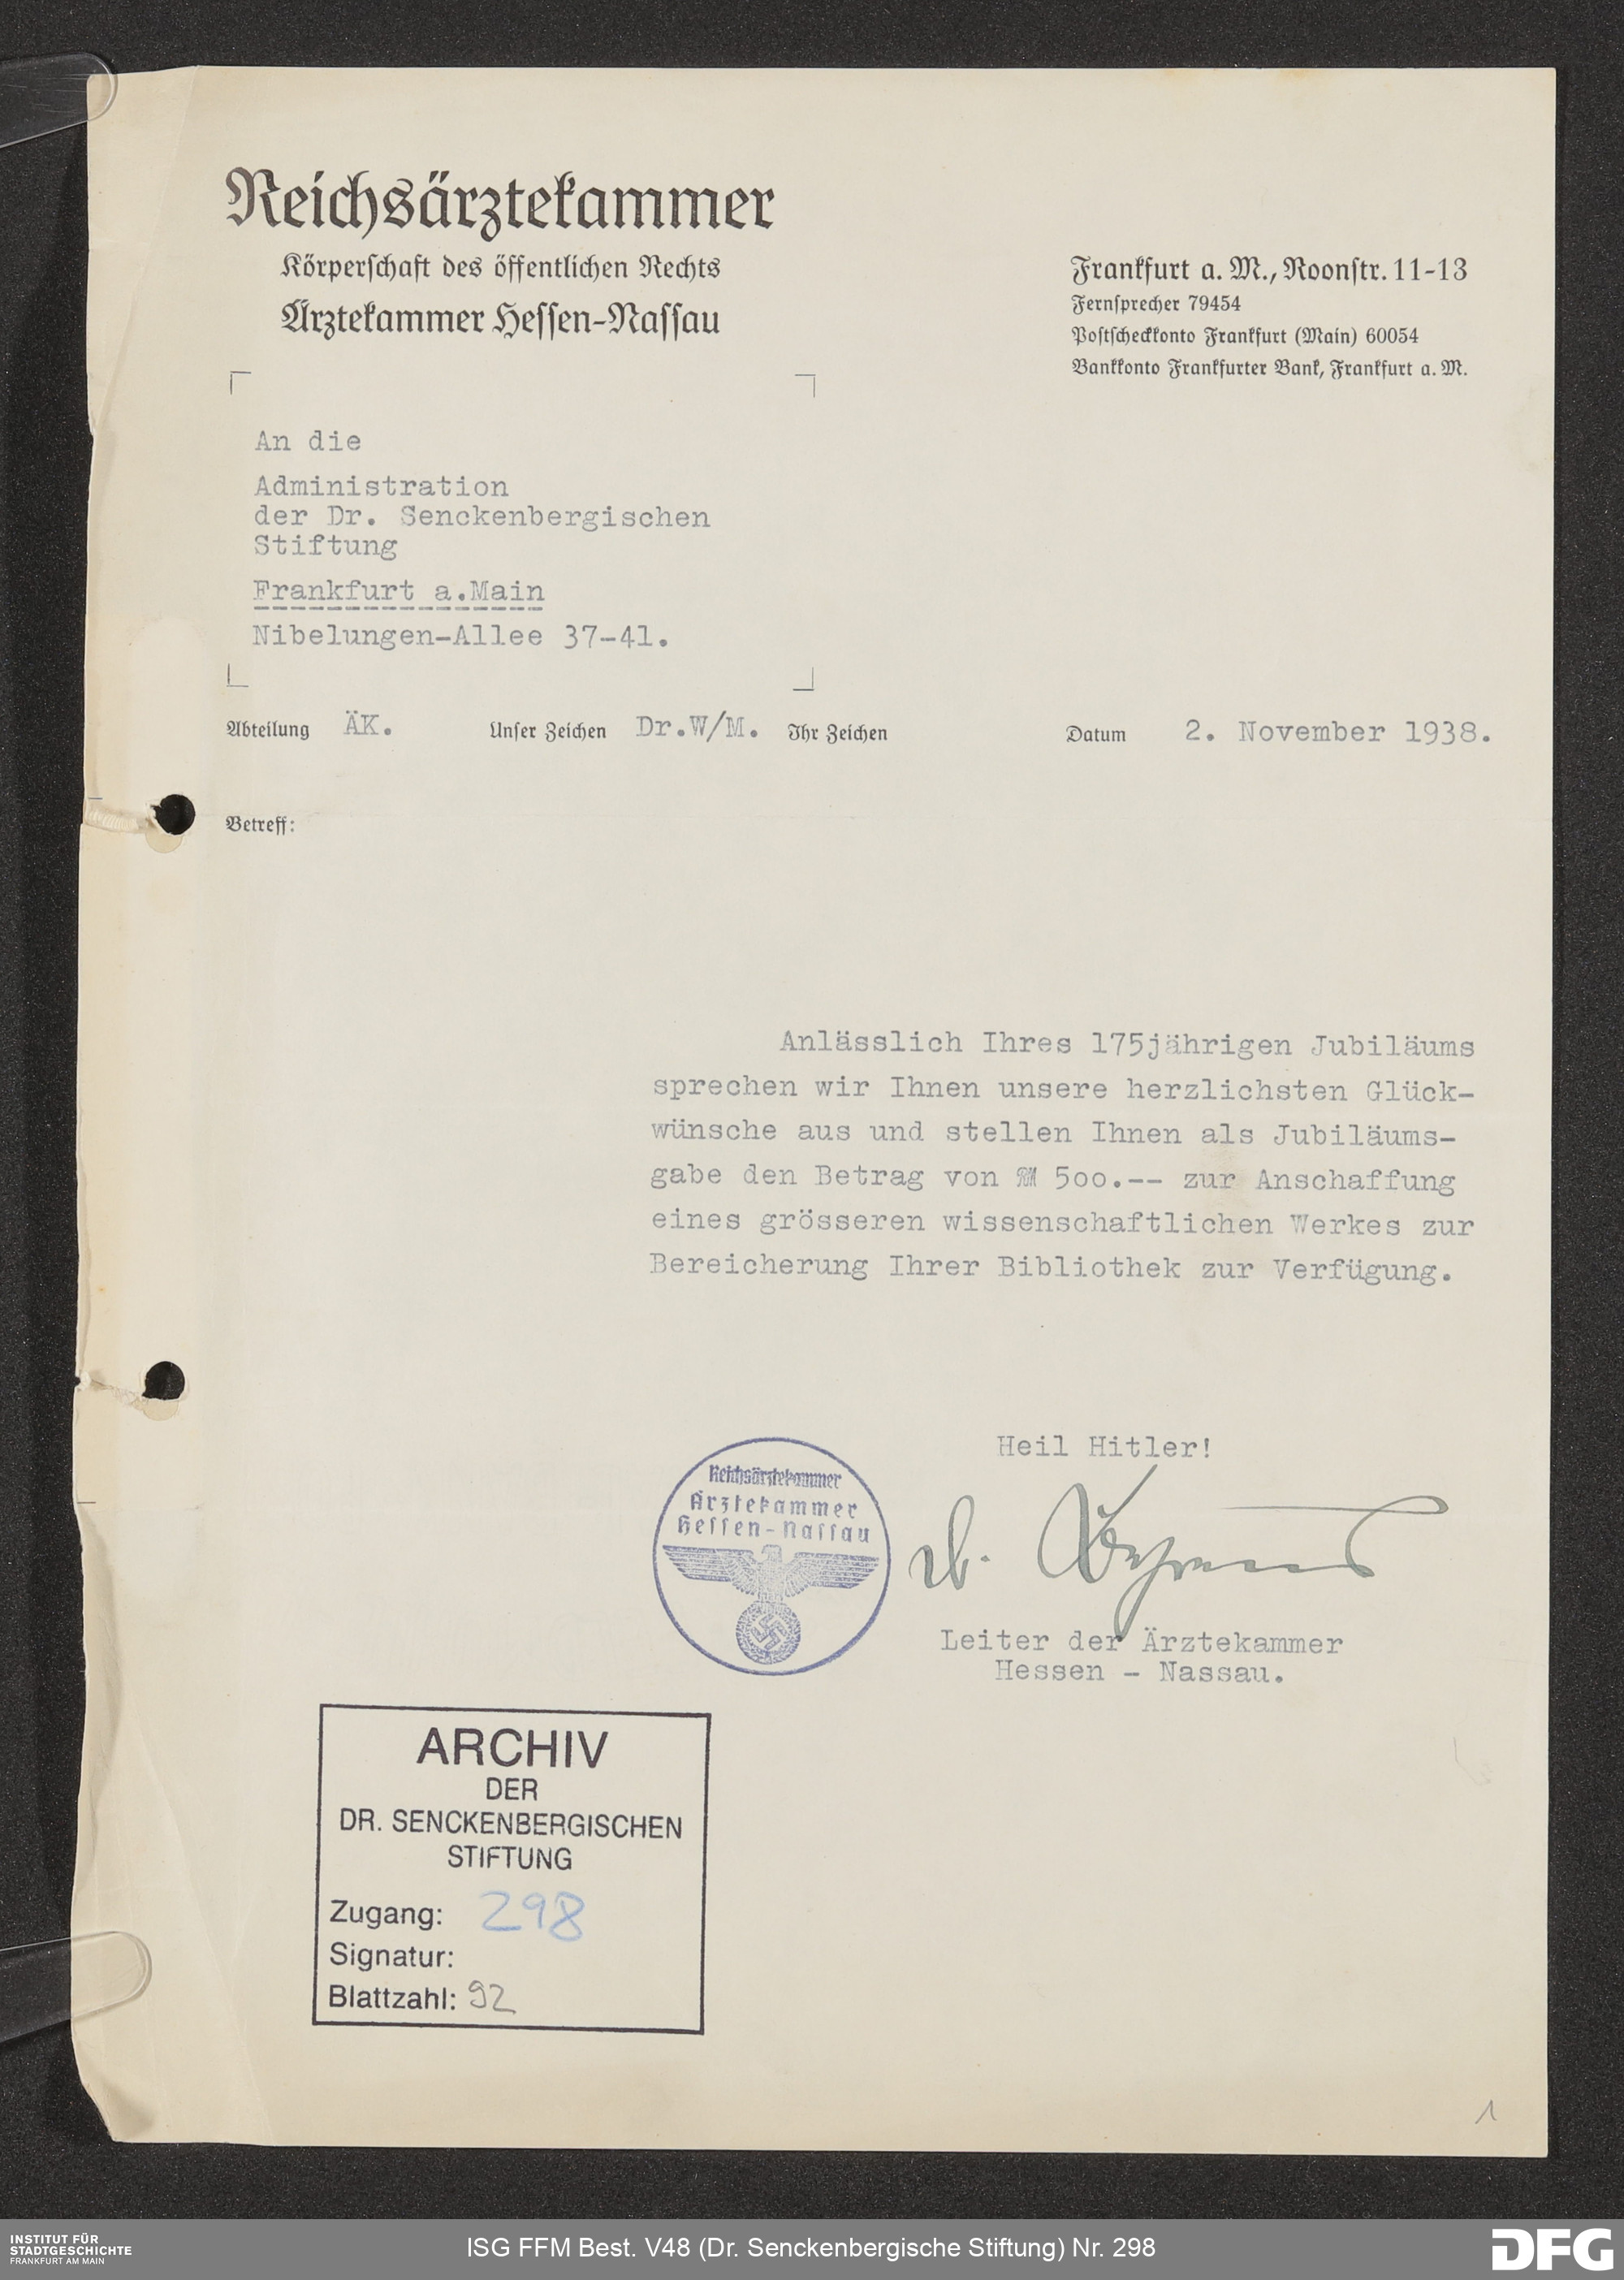 Reichsärztekammer
Körperschaft des öffentlichen Rechts
Ärztekammer Hessen-Nassau
Frankfurt a. M., Roonstr. 11-13
Fernsprecher 79454
Postscheckkonto Frankfurt (Main) 60054
Bankkonto Frankfurter Bank, Frankfurt a. M.
An die
Administration
der Dr. Senckenbergischen
Stiftung
Frankfurt a.Main
Nibelungen-Allee 37-41.
Abteilung ÄK. Unser Zeichen Dr.W/M. Ihr Zeichen Datum 2. November 1938.
Betreff:
Anlässlich Ihres 175jährigen Jubiläums
sprechen wir Ihnen unsere herzlichsten Glück-
wünsche aus und stellen Ihnen als Jubiläums-
gabe den Betrag von RM 5oo.-- zur Anschaffung
eines grösseren wissenschaftlichen Werkes zur
Bereicherung Ihrer Bibliothek zur Verfügung.
Heil Hitler!
Reichsärztekammer
Ärztekammer
Hessen-Nassau
Leiter der Ärztekammer
Hessen - Nassau.
ARCHIV
DER
DR. SENCKENBERGISCHEN
STIFTUNG
Zugang: 298
Signatur:
Blattzahl: 92
1
INSTITUT FÜR
STADTGESCHICHTE
FRANKFURT AM MAIN
ISG FFM Best. V48 (Dr. Senckenbergische Stiftung) Nr. 298
DFG